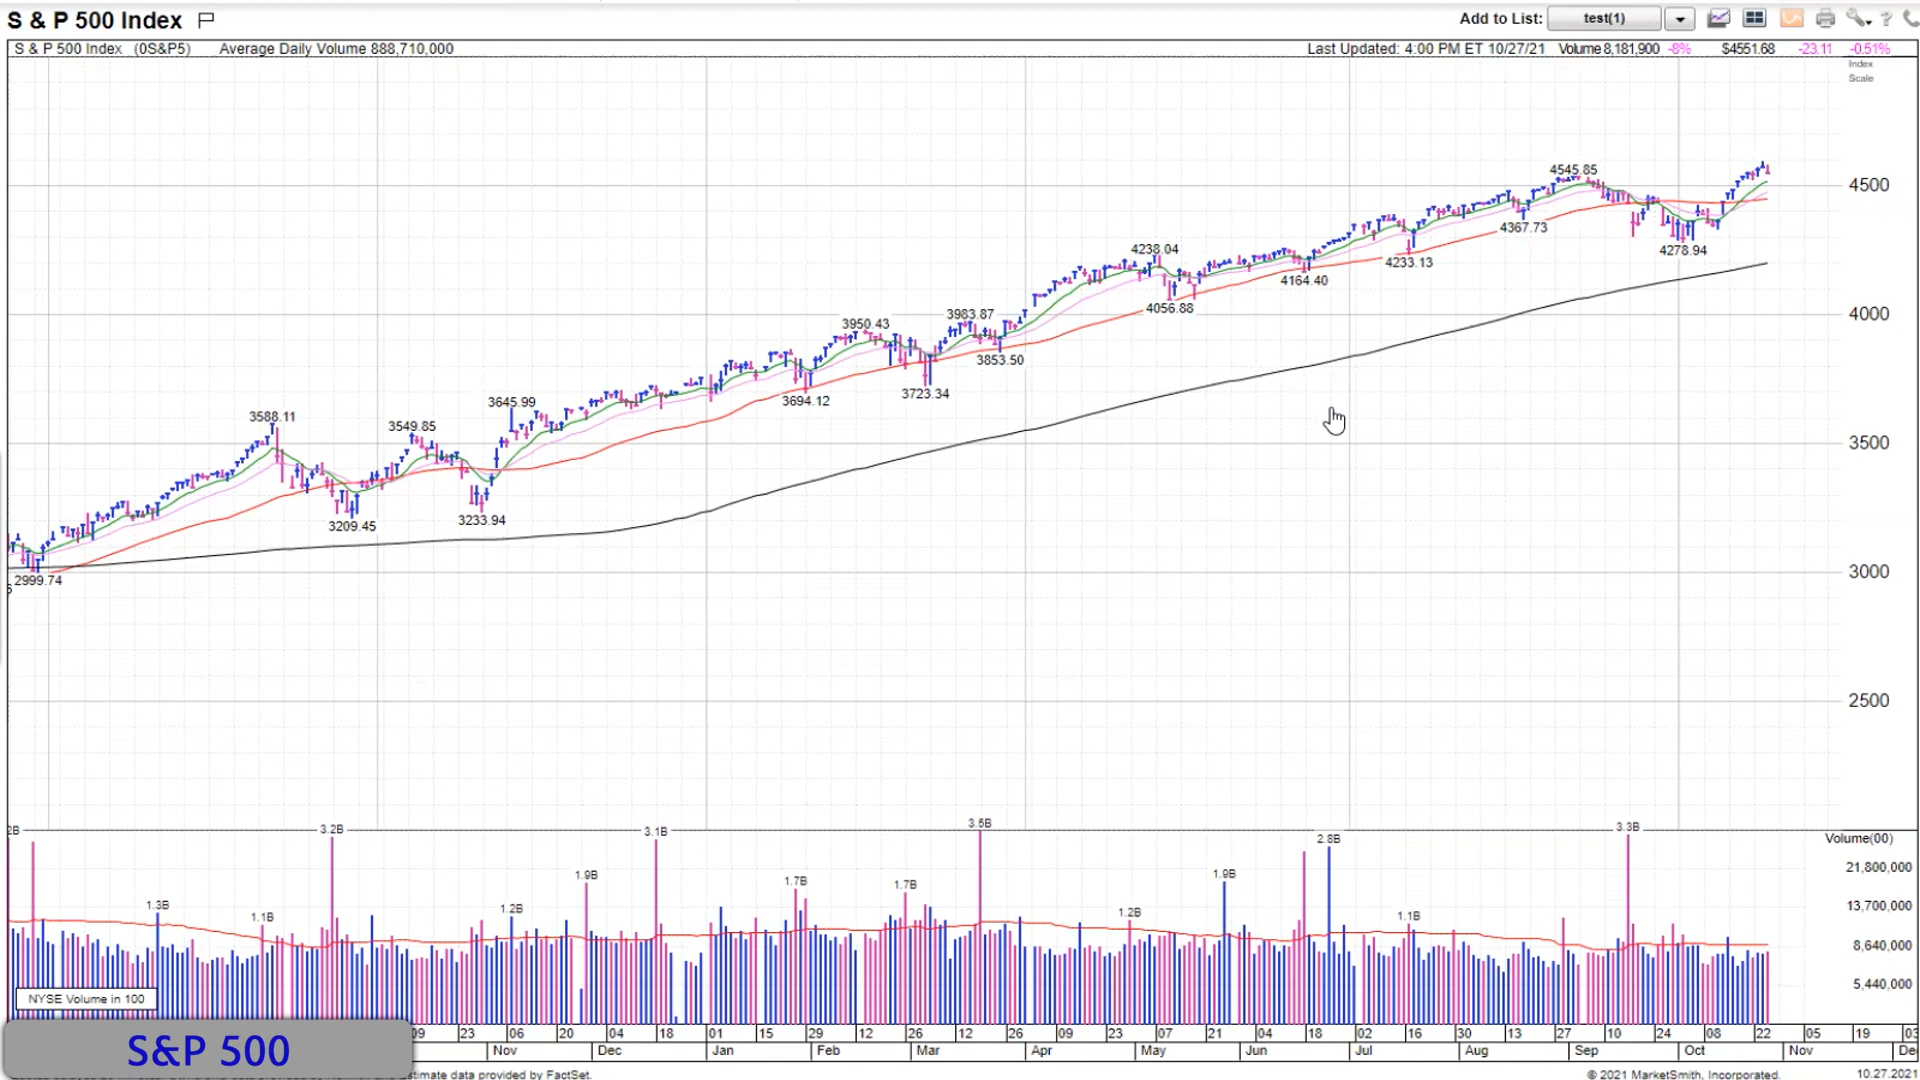 S & P 500 Index
Add to List: test(1)
S & P 500 Index (0S&P5) Average Daily Volume 888,710,000
Last Updated: 4:00 PM ET 10/27/21 Volume 8,181,900 -8% $4551.68 -23.11 -0.51%
Index
Scale
4545.85
4500
4367.73
4278.94
4238.04
4233.13
4164.40
4056.88
4000
3983.87
3950.43
3853.50
3723.34
3694.12
3645.99
3588.11
3549.85
3500
3233.94
3209.45
3000
2999.74
2500
2B 3.2B 3.1B 3.5B 2.8B 3.3B
Volume(00)
21,800,000
1.9B 1.7B 1.7B 1.9B
13,700,000
1.3B 1.1B 1.2B 1.2B 1.1B
8,640,000
5,440,000
NYSE Volume in 100
09 23 06 20 04 18 01 15 29 12 26 12 26 09 23 07 21 04 18 02 16 30 13 27 10 24 08 22 05 19 03
Nov Dec Jan Feb Mar Apr May Jun Jul Aug Sep Oct Nov De
S&P 500
timate data provided by FactSet.
© 2021 MarketSmith, Incorporated. 10.27.2021